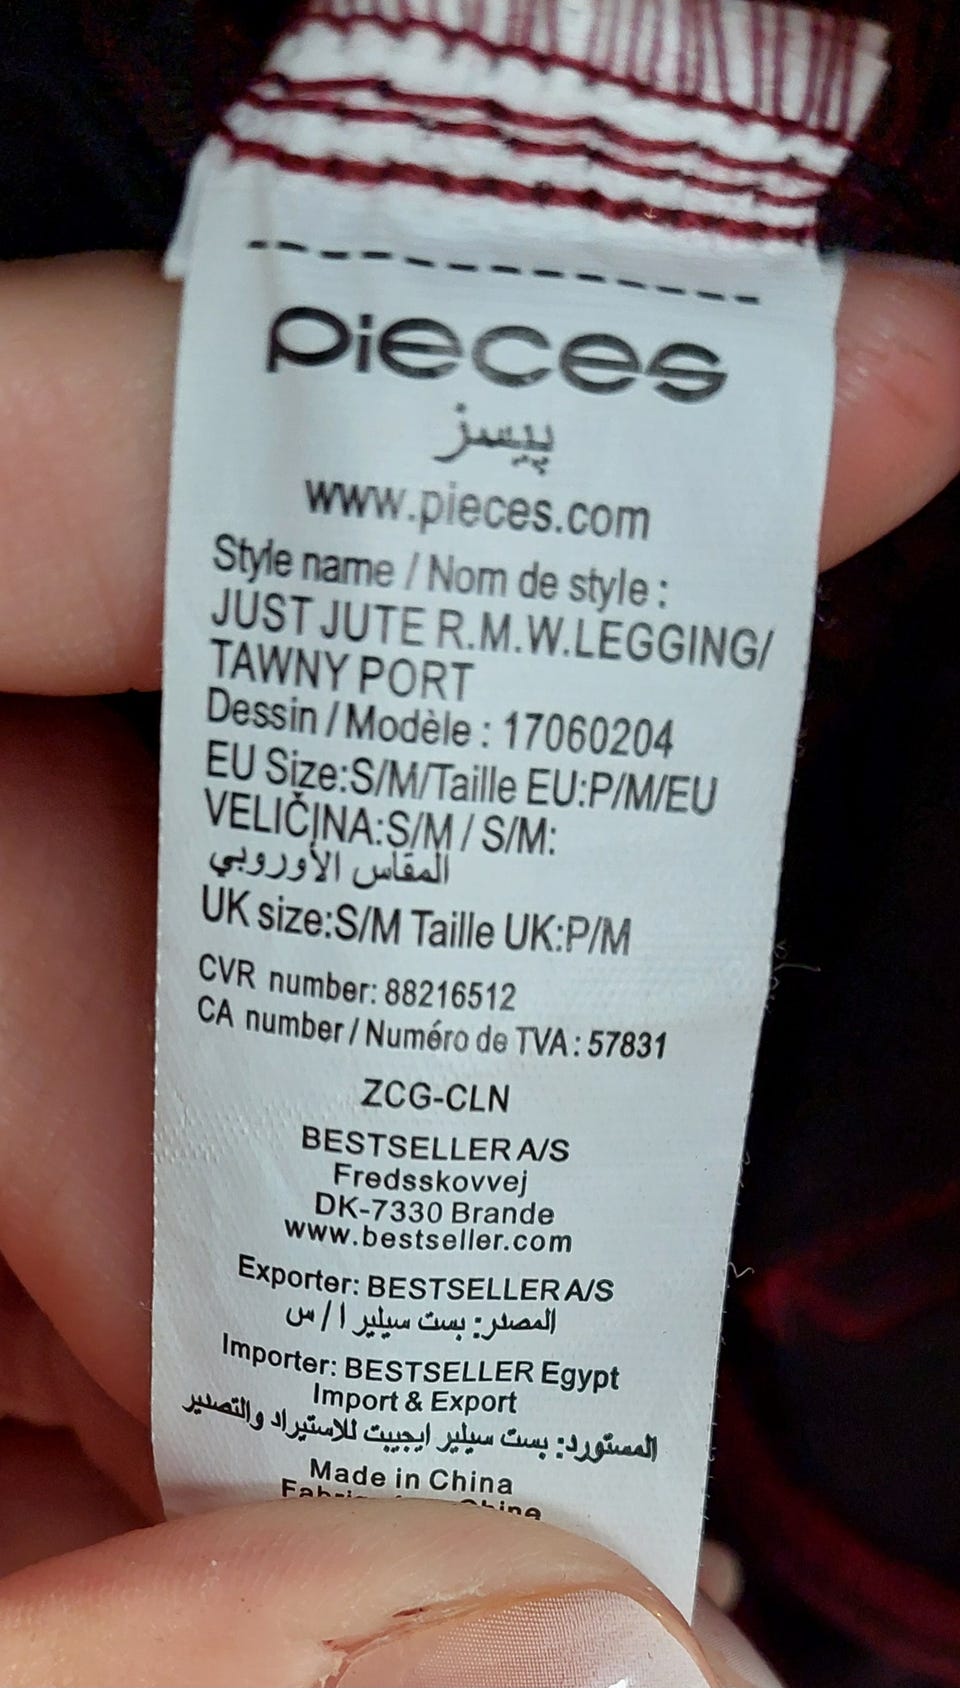 pieces
پيسز
www.pieces.com
Style name / Nom de style :
JUST JUTE R.M.W.LEGGING/
TAWNY PORT
Dessin / Modèle : 17060204
EU Size:S/M/Taille EU:P/M/EU
VELIČINA:S/M / S/M:
المقاس الأوروبي
UK size:S/M Taille UK:P/M
CVR number: 88216512
CA number / Numéro de TVA : 57831
ZCG-CLN
BESTSELLER A/S
Fredsskovvej
DK-7330 Brande
www.bestseller.com
Exporter: BESTSELLER A/S
المصدر: بست سيلير ا / س
Importer: BESTSELLER Egypt
Import & Export
المستورد: بست سيلير ايجيبت للاستيراد والتصدير
Made in China
Chine